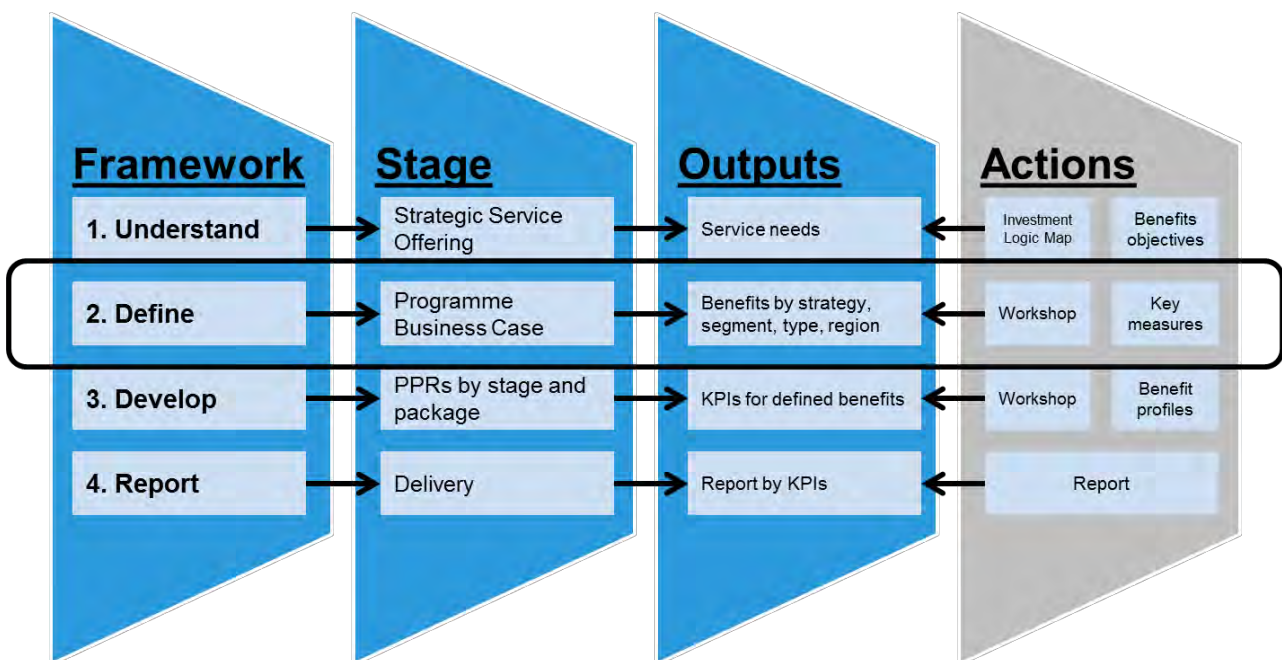 Framework
Stage
Outputs
Actions
1. Understand
Strategic Service
Offering
Service needs
Investment
Logic Map
Benefits
objectives
2. Define
Programme
Business Case
Benefits by strategy,
segment, type, region
Workshop
Key
measures
3. Develop
PPRs by stage and
package
KPIs for defined benefits
Workshop
Benefit
profiles
4. Report
Delivery
Report by KPIs
Report